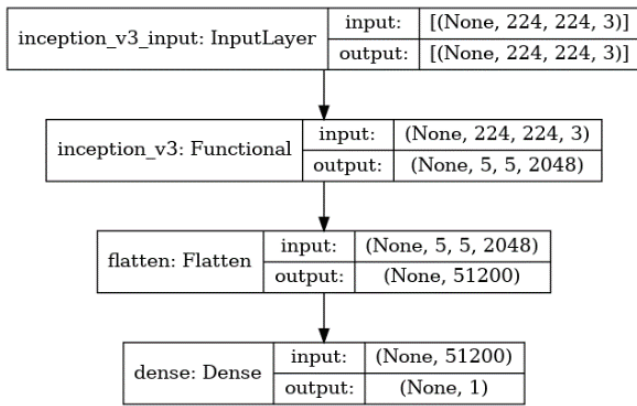 inception_v3_input: InputLayer
input: [(None, 224, 224, 3)]
output: [(None, 224, 224, 3)]
inception_v3: Functional
input: (None, 224, 224, 3)
output: (None, 5, 5, 2048)
flatten: Flatten
input: (None, 5, 5, 2048)
output: (None, 51200)
dense: Dense
input: (None, 51200)
output: (None, 1)